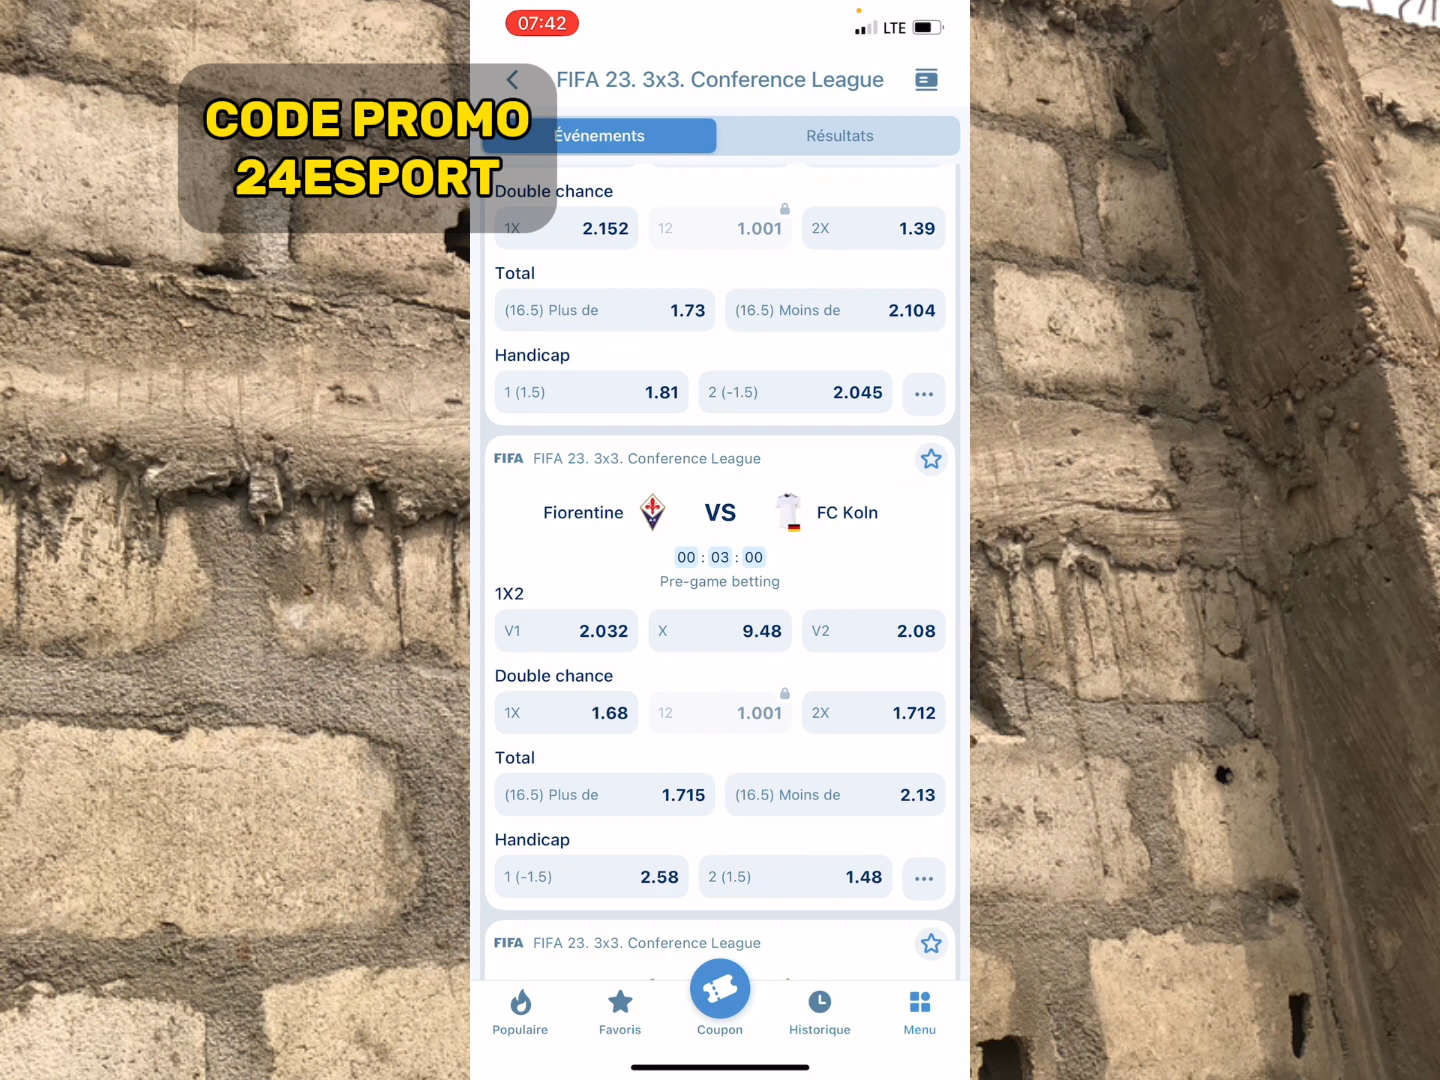 07:42
LTE
FIFA 23. 3x3. Conference League
CODE PROMO
24ESPORT
Événements
Résultats
Double chance
1X 2.152 12 1.001 2X 1.39
Total
(16.5) Plus de 1.73 (16.5) Moins de 2.104
Handicap
1 (1.5) 1.81 2 (-1.5) 2.045
FIFA FIFA 23. 3x3. Conference League
Fiorentine VS FC Koln
00 : 03 : 00
Pre-game betting
1X2
V1 2.032 X 9.48 V2 2.08
Double chance
1X 1.68 12 1.001 2X 1.712
Total
(16.5) Plus de 1.715 (16.5) Moins de 2.13
Handicap
1 (-1.5) 2.58 2 (1.5) 1.48
FIFA FIFA 23. 3x3. Conference League
Populaire Favoris Coupon Historique Menu